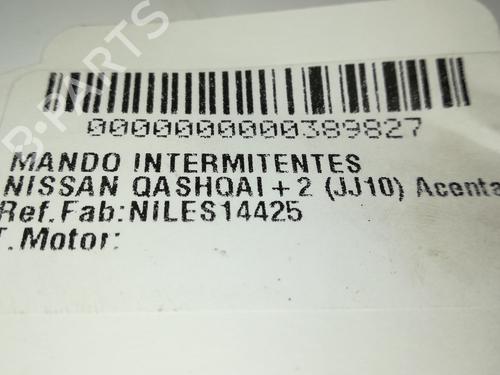 B-PARTS
0000000000389827
MANDO INTERMITENTES
NISSAN QASHQAI+2 (JJ10) Acenta
Ref.Fab:NILES14425
T.Motor: